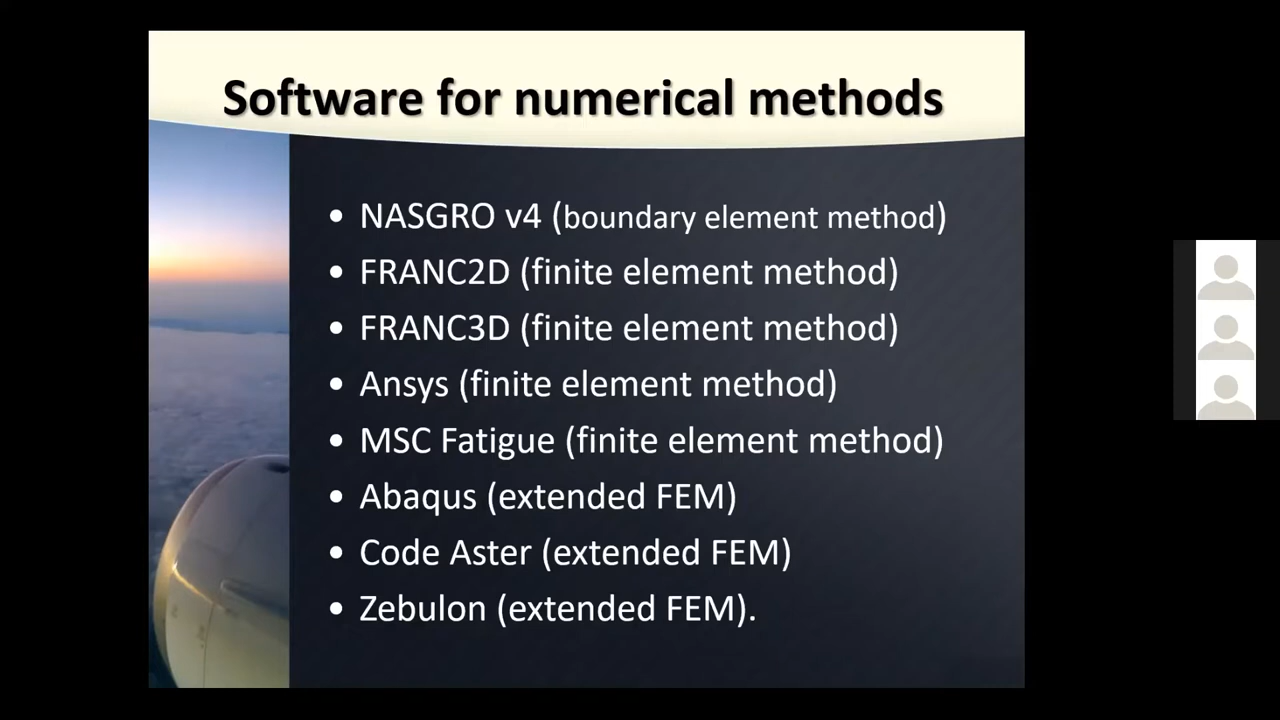 Software for numerical methods
• NASGRO v4 (boundary element method)
• FRANC2D (finite element method)
• FRANC3D (finite element method)
• Ansys (finite element method)
• MSC Fatigue (finite element method)
• Abaqus (extended FEM)
• Code Aster (extended FEM)
• Zebulon (extended FEM).